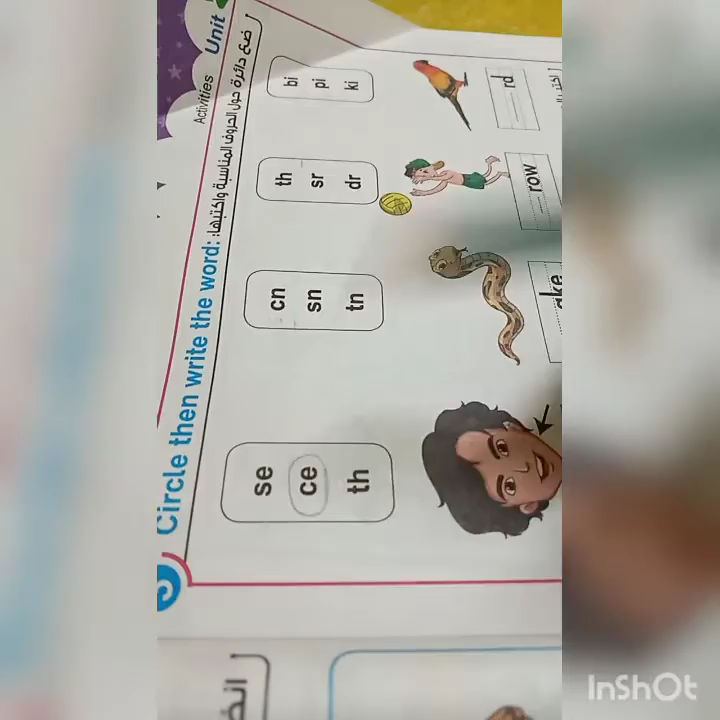 Activities
Unit
Circle then write the word:
ضع دائرة حول الحروف المناسبة واكتبها:
se
ce
th
cn
sn
tn
th
sr
dr
bi
pi
ki
ake
row
rd
InShOt